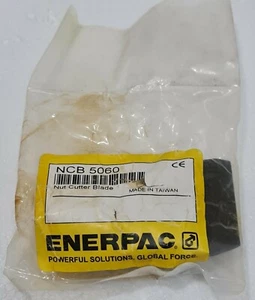 NCB 5060 CE
Nut Cutter Blade
MADE IN TAIWAN
ENERPAC
POWERFUL SOLUTIONS. GLOBAL FORCE.